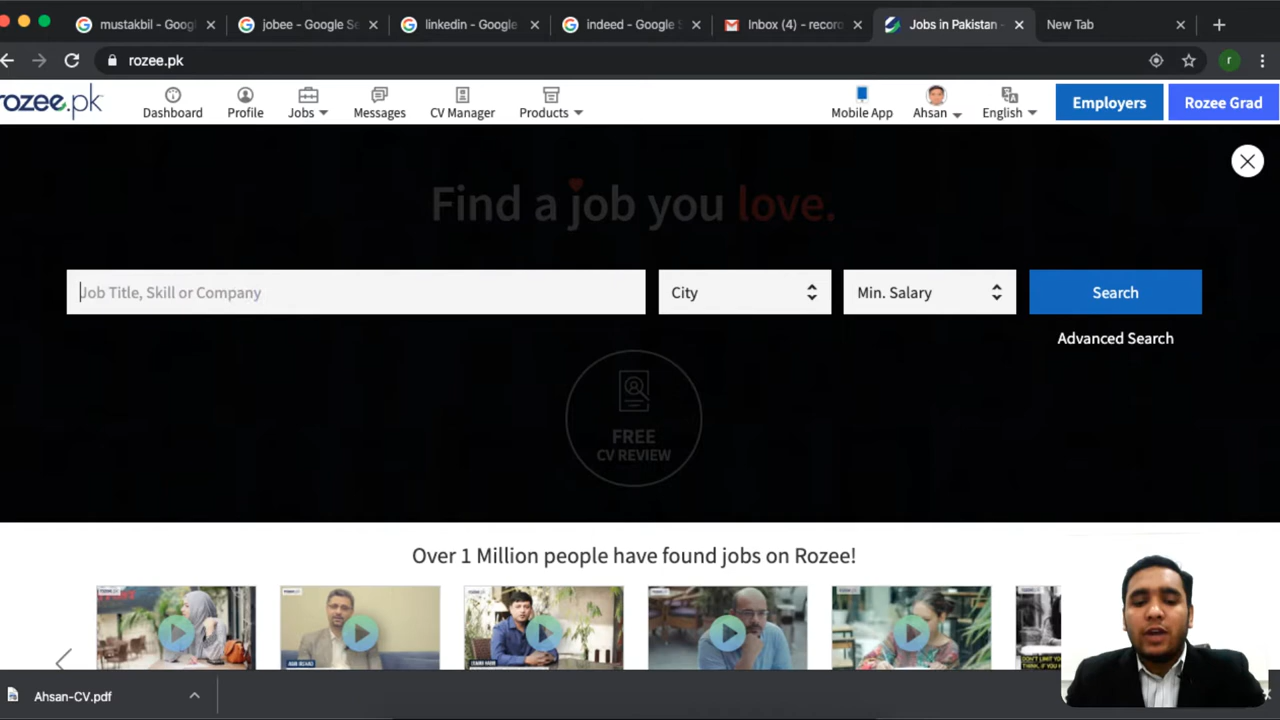 mustakbil - Goog
jobee - Google Se
linkedin - Google
indeed - Google S
Inbox (4) - recor
Jobs in Pakistan -
New Tab
rozee.pk
r
rozee.pk
Dashboard
Profile
Jobs
Messages
CV Manager
Products
Mobile App
Ahsan
English
Employers
Rozee Grad
Find a job you love.
Job Title, Skill or Company
City
Min. Salary
Search
Advanced Search
FREE
CV REVIEW
Over 1 Million people have found jobs on Rozee!
Ahsan-CV.pdf